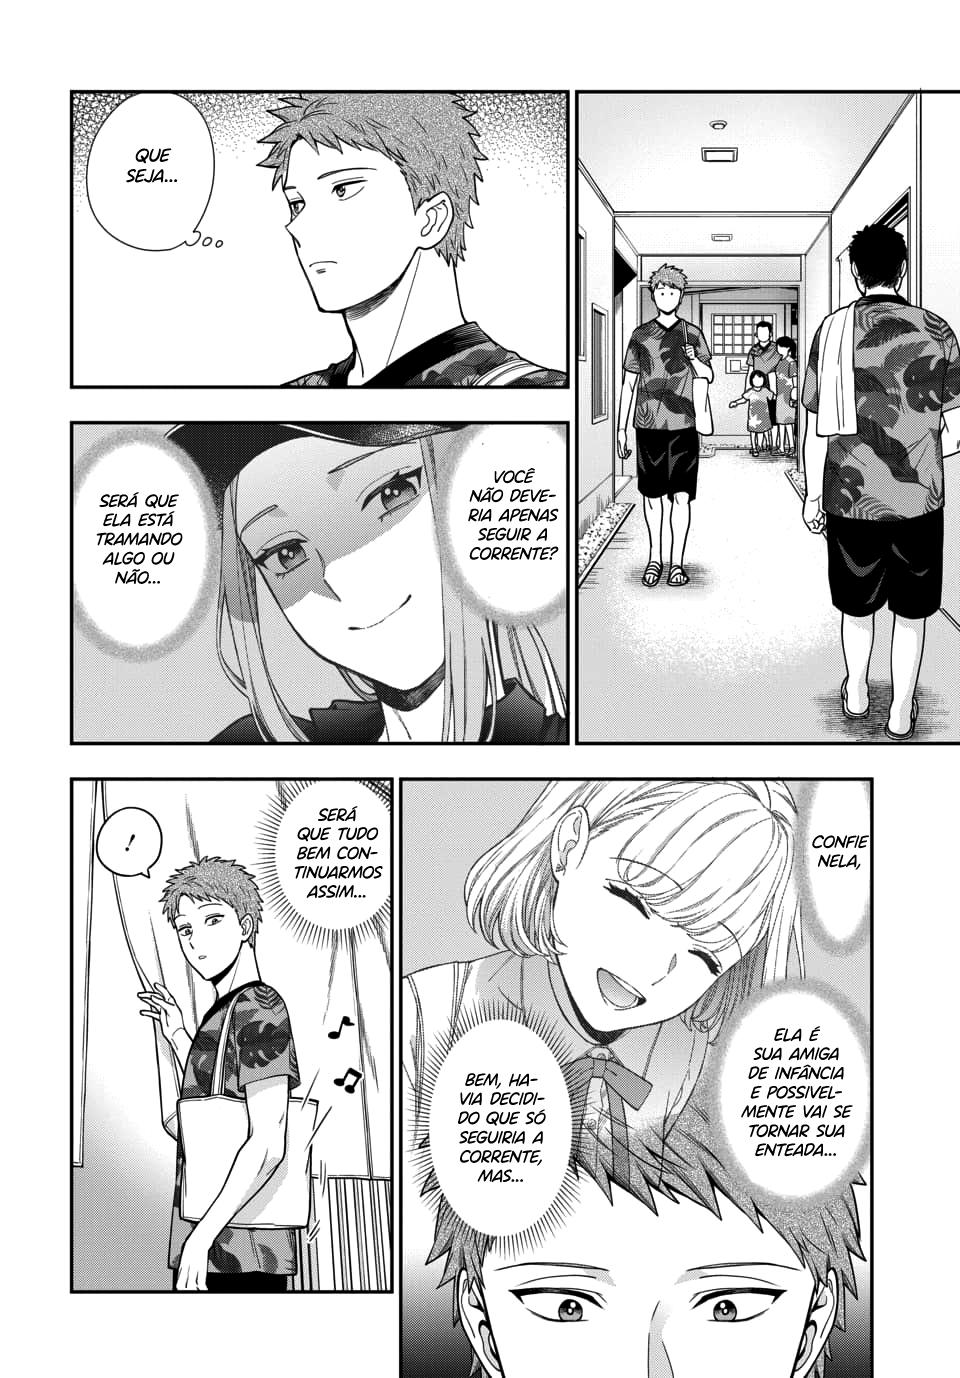 QUE
SEJA...
VOCÊ
NÃO DEVE-
RIA APENAS
SEGUIR A
CORRENTE?
SERÁ QUE
ELA ESTÁ
TRAMANDO
ALGO OU
NÃO...
CONFIE
NELA,
ELA É
SUA AMIGA
DE INFÂNCIA
E POSSIVEL-
MENTE VAI SE
TORNAR SUA
ENTEADA...
BEM, HA-
VIA DECIDI-
DO QUE SÓ
SEGUIRIA A
CORRENTE,
MAS...
SERÁ
QUE TUDO
BEM CON-
TINUARMOS
ASSIM...
!